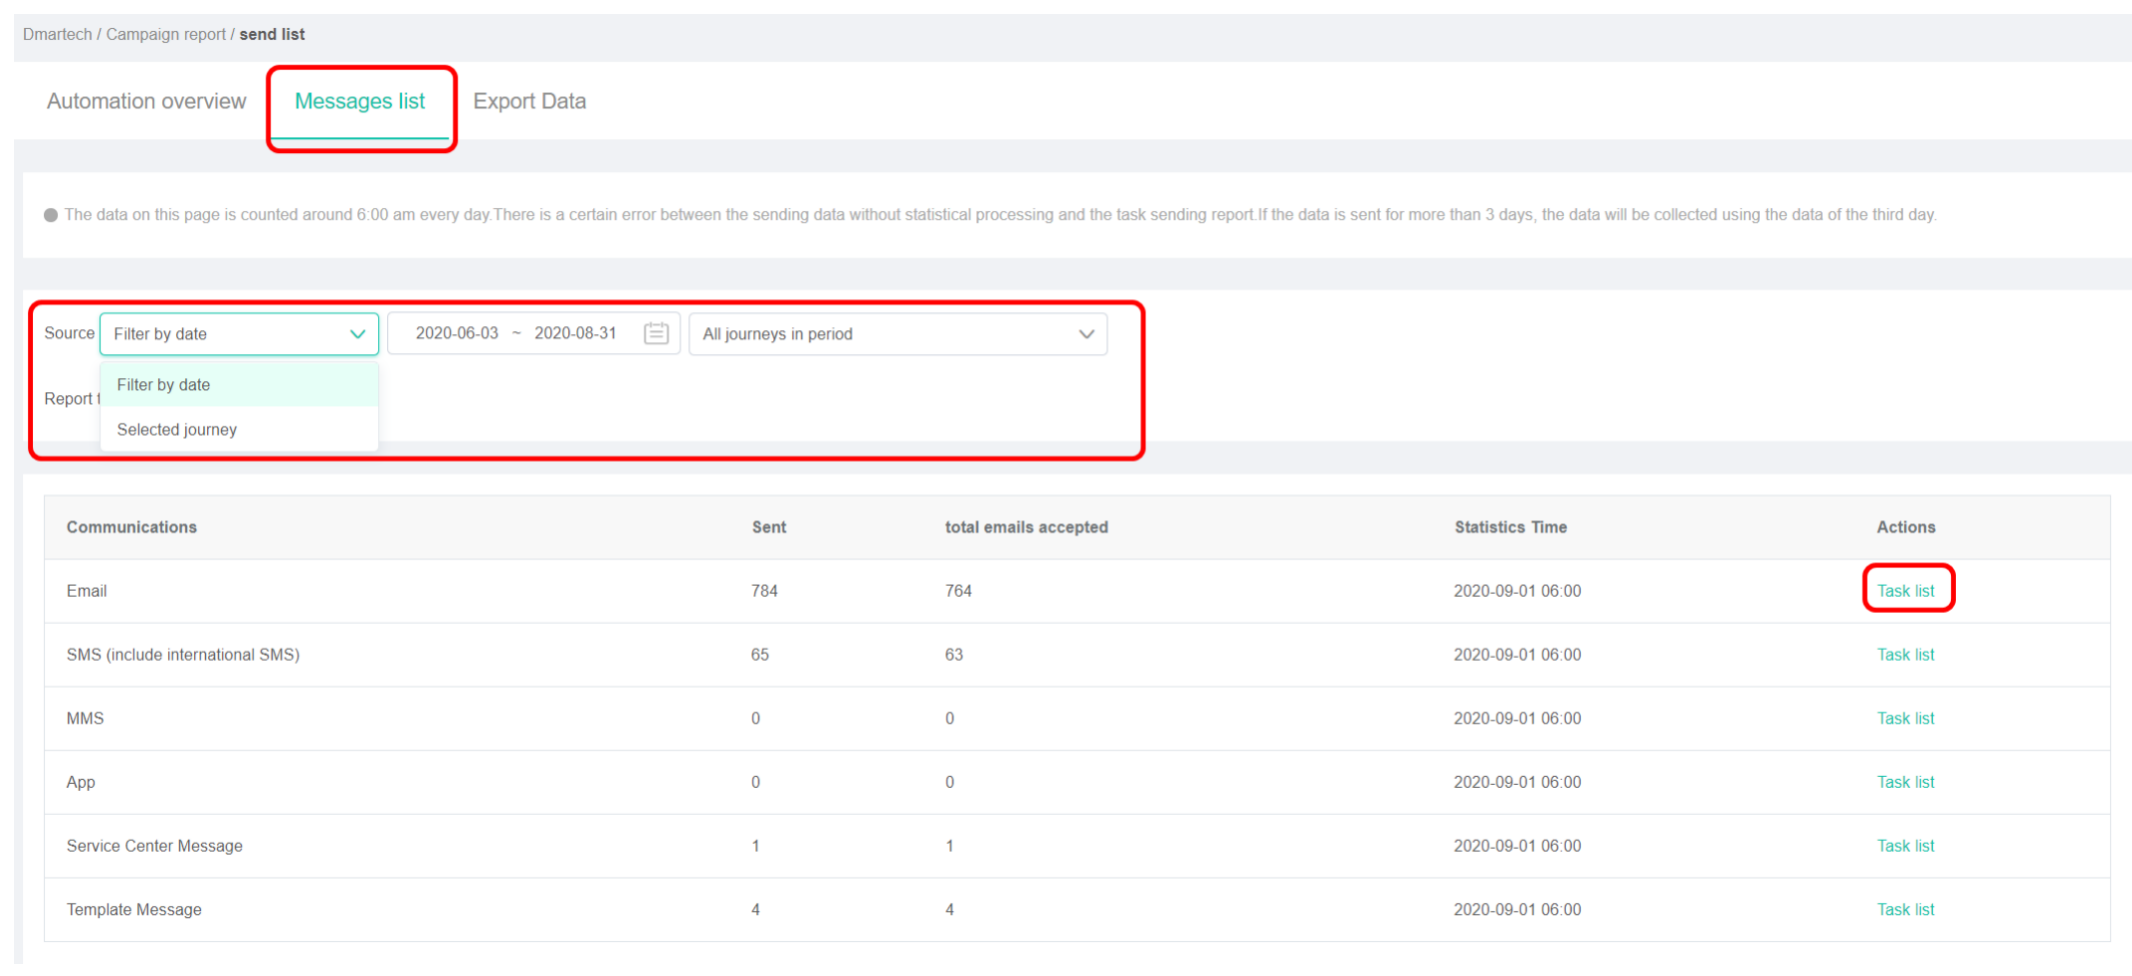 Dmartech / Campaign report / send list
Automation overview Messages list Export Data
The data on this page is counted around 6:00 am every day.There is a certain error between the sending data without statistical processing and the task sending report.If the data is sent for more than 3 days, the data will be collected using the data of the third day.
Source Filter by date 2020-06-03 ~ 2020-08-31 All journeys in period
Filter by date
Report
Selected journey
Communications Sent total emails accepted Statistics Time Actions
Email 784 764 2020-09-01 06:00 Task list
SMS (include international SMS) 65 63 2020-09-01 06:00 Task list
MMS 0 0 2020-09-01 06:00 Task list
App 0 0 2020-09-01 06:00 Task list
Service Center Message 1 1 2020-09-01 06:00 Task list
Template Message 4 4 2020-09-01 06:00 Task list